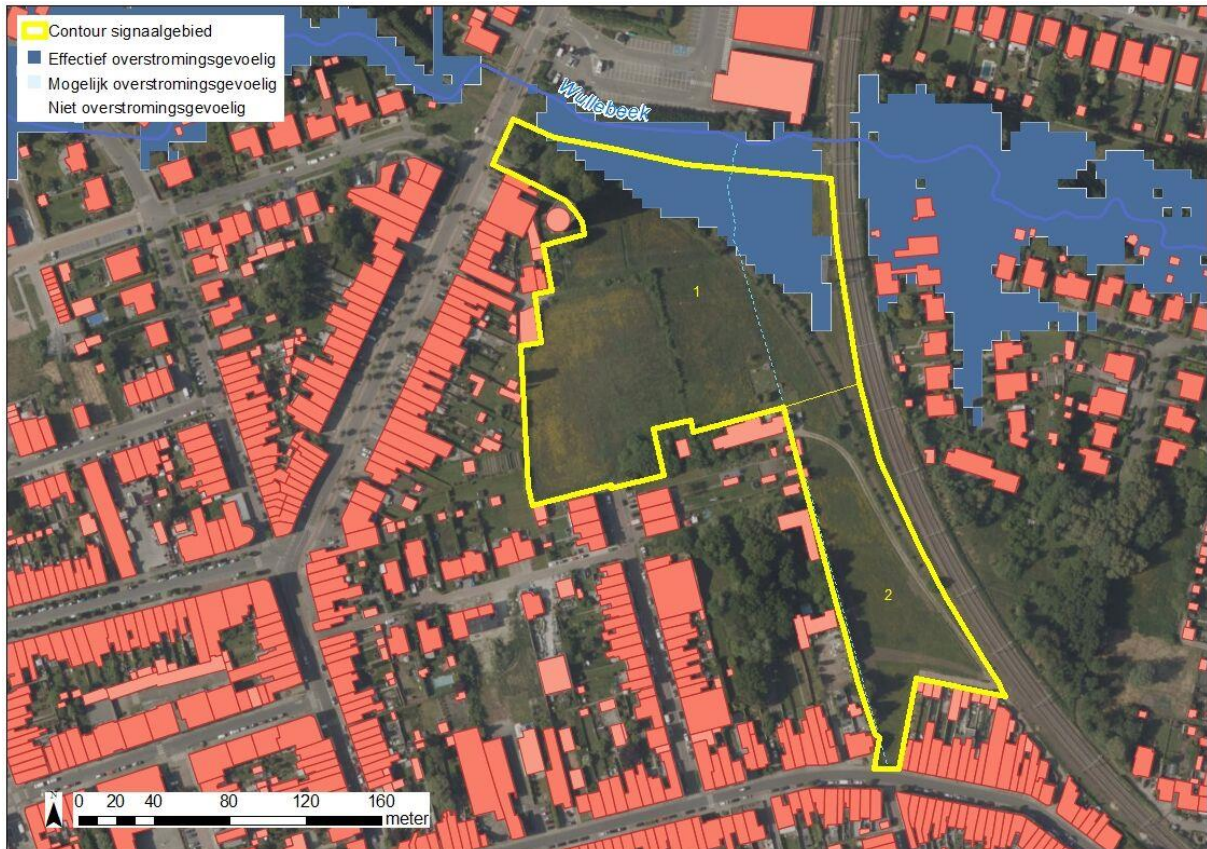 Contour signaalgebied
Effectief overstromingsgevoelig
Mogelijk overstromingsgevoelig
Niet overstromingsgevoelig
Wullebeek
1
2
N
0 20 40 80 120 160
meter